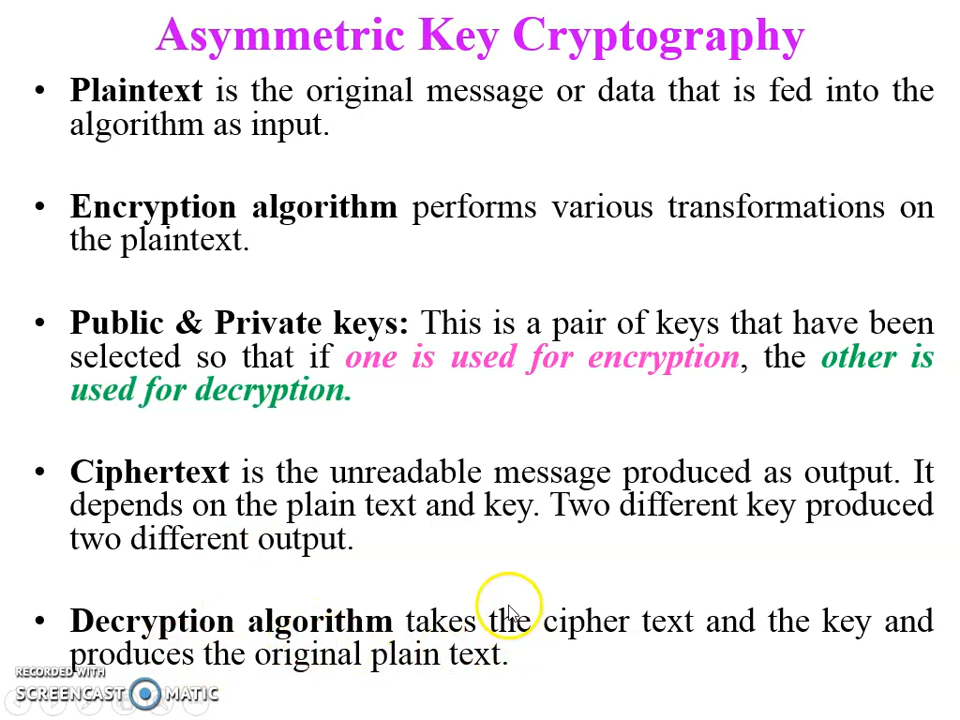 Asymmetric Key Cryptography
• Plaintext is the original message or data that is fed into the
algorithm as input.
• Encryption algorithm performs various transformations on
the plaintext.
• Public & Private keys: This is a pair of keys that have been
selected so that if one is used for encryption, the other is
used for decryption.
• Ciphertext is the unreadable message produced as output. It
depends on the plain text and key. Two different key produced
two different output.
• Decryption algorithm takes the cipher text and the key and
produces the original plain text.
RECORDED WITH
SCREENCAST MATIC